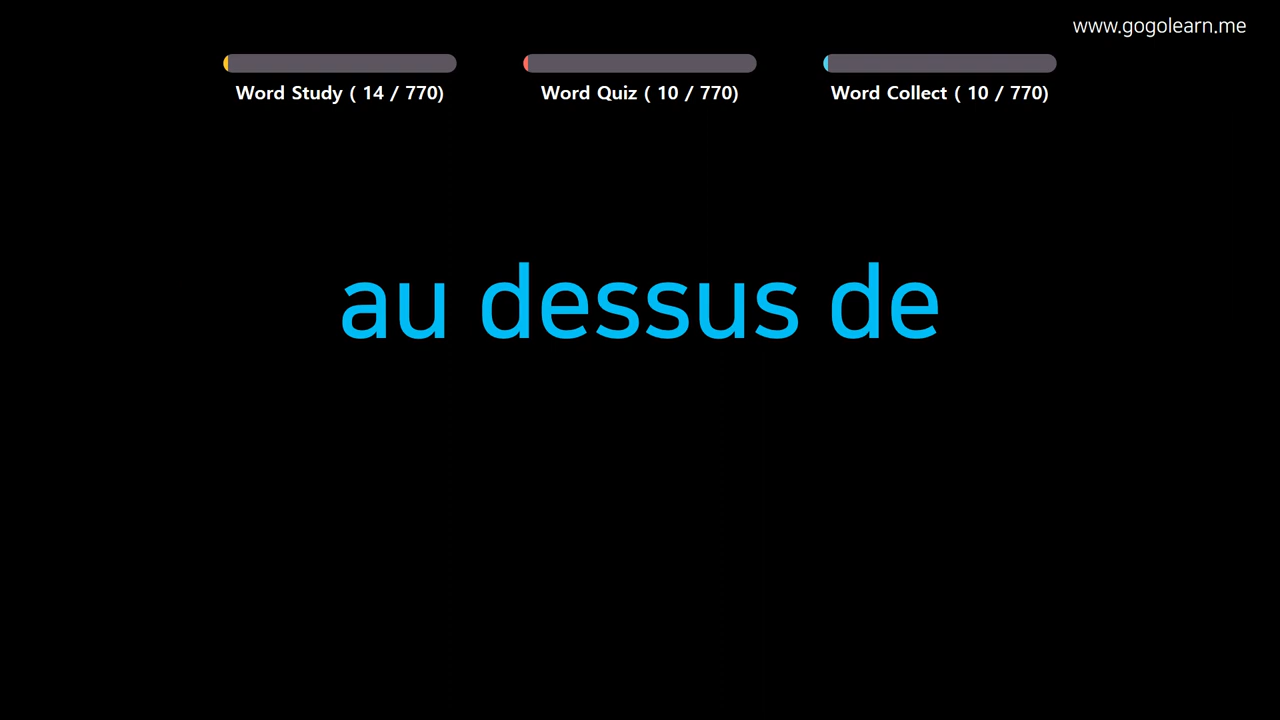 www.gogolearn.me
Word Study ( 14 / 770)
Word Quiz ( 10 / 770)
Word Collect ( 10 / 770)
au dessus de